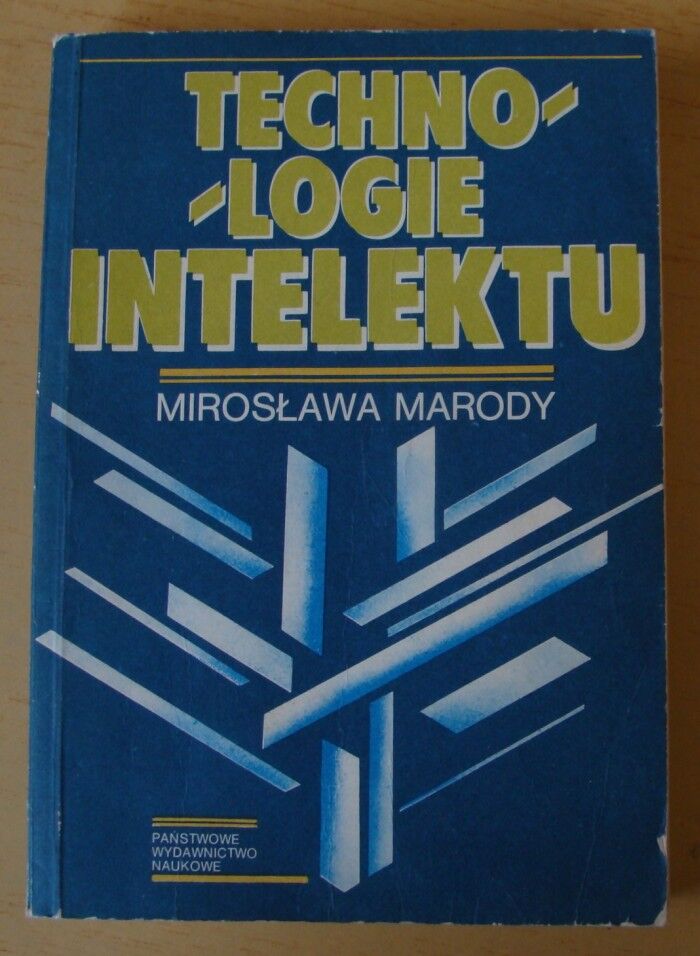 TECHNO-
-LOGIE
INTELEKTU
MIROSŁAWA MARODY
PAŃSTWOWE
WYDAWNICTWO
NAUKOWE